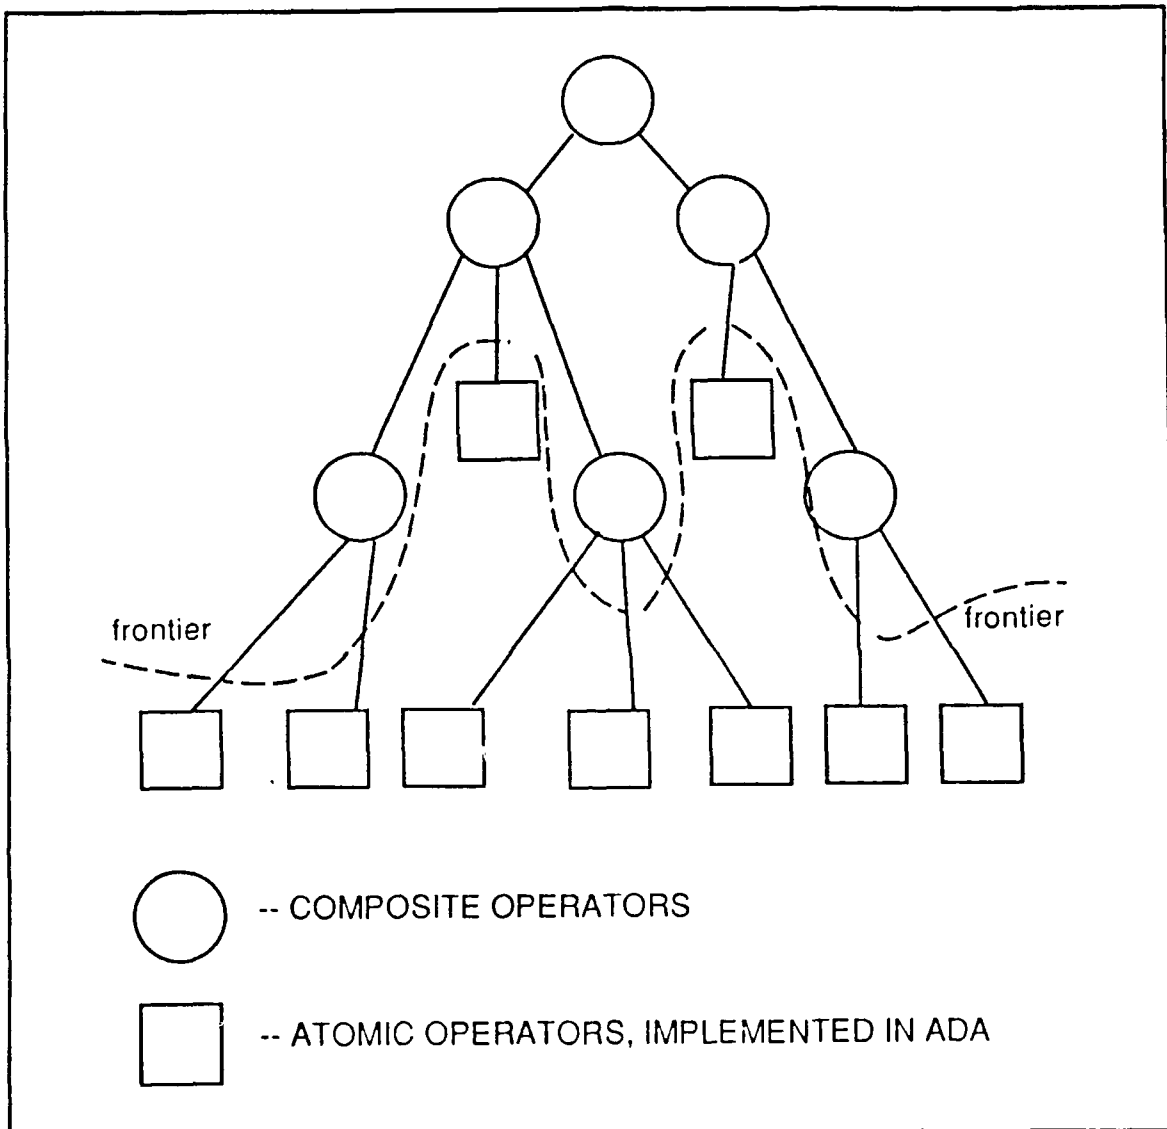 frontier
frontier
-- COMPOSITE OPERATORS
-- ATOMIC OPERATORS, IMPLEMENTED IN ADA